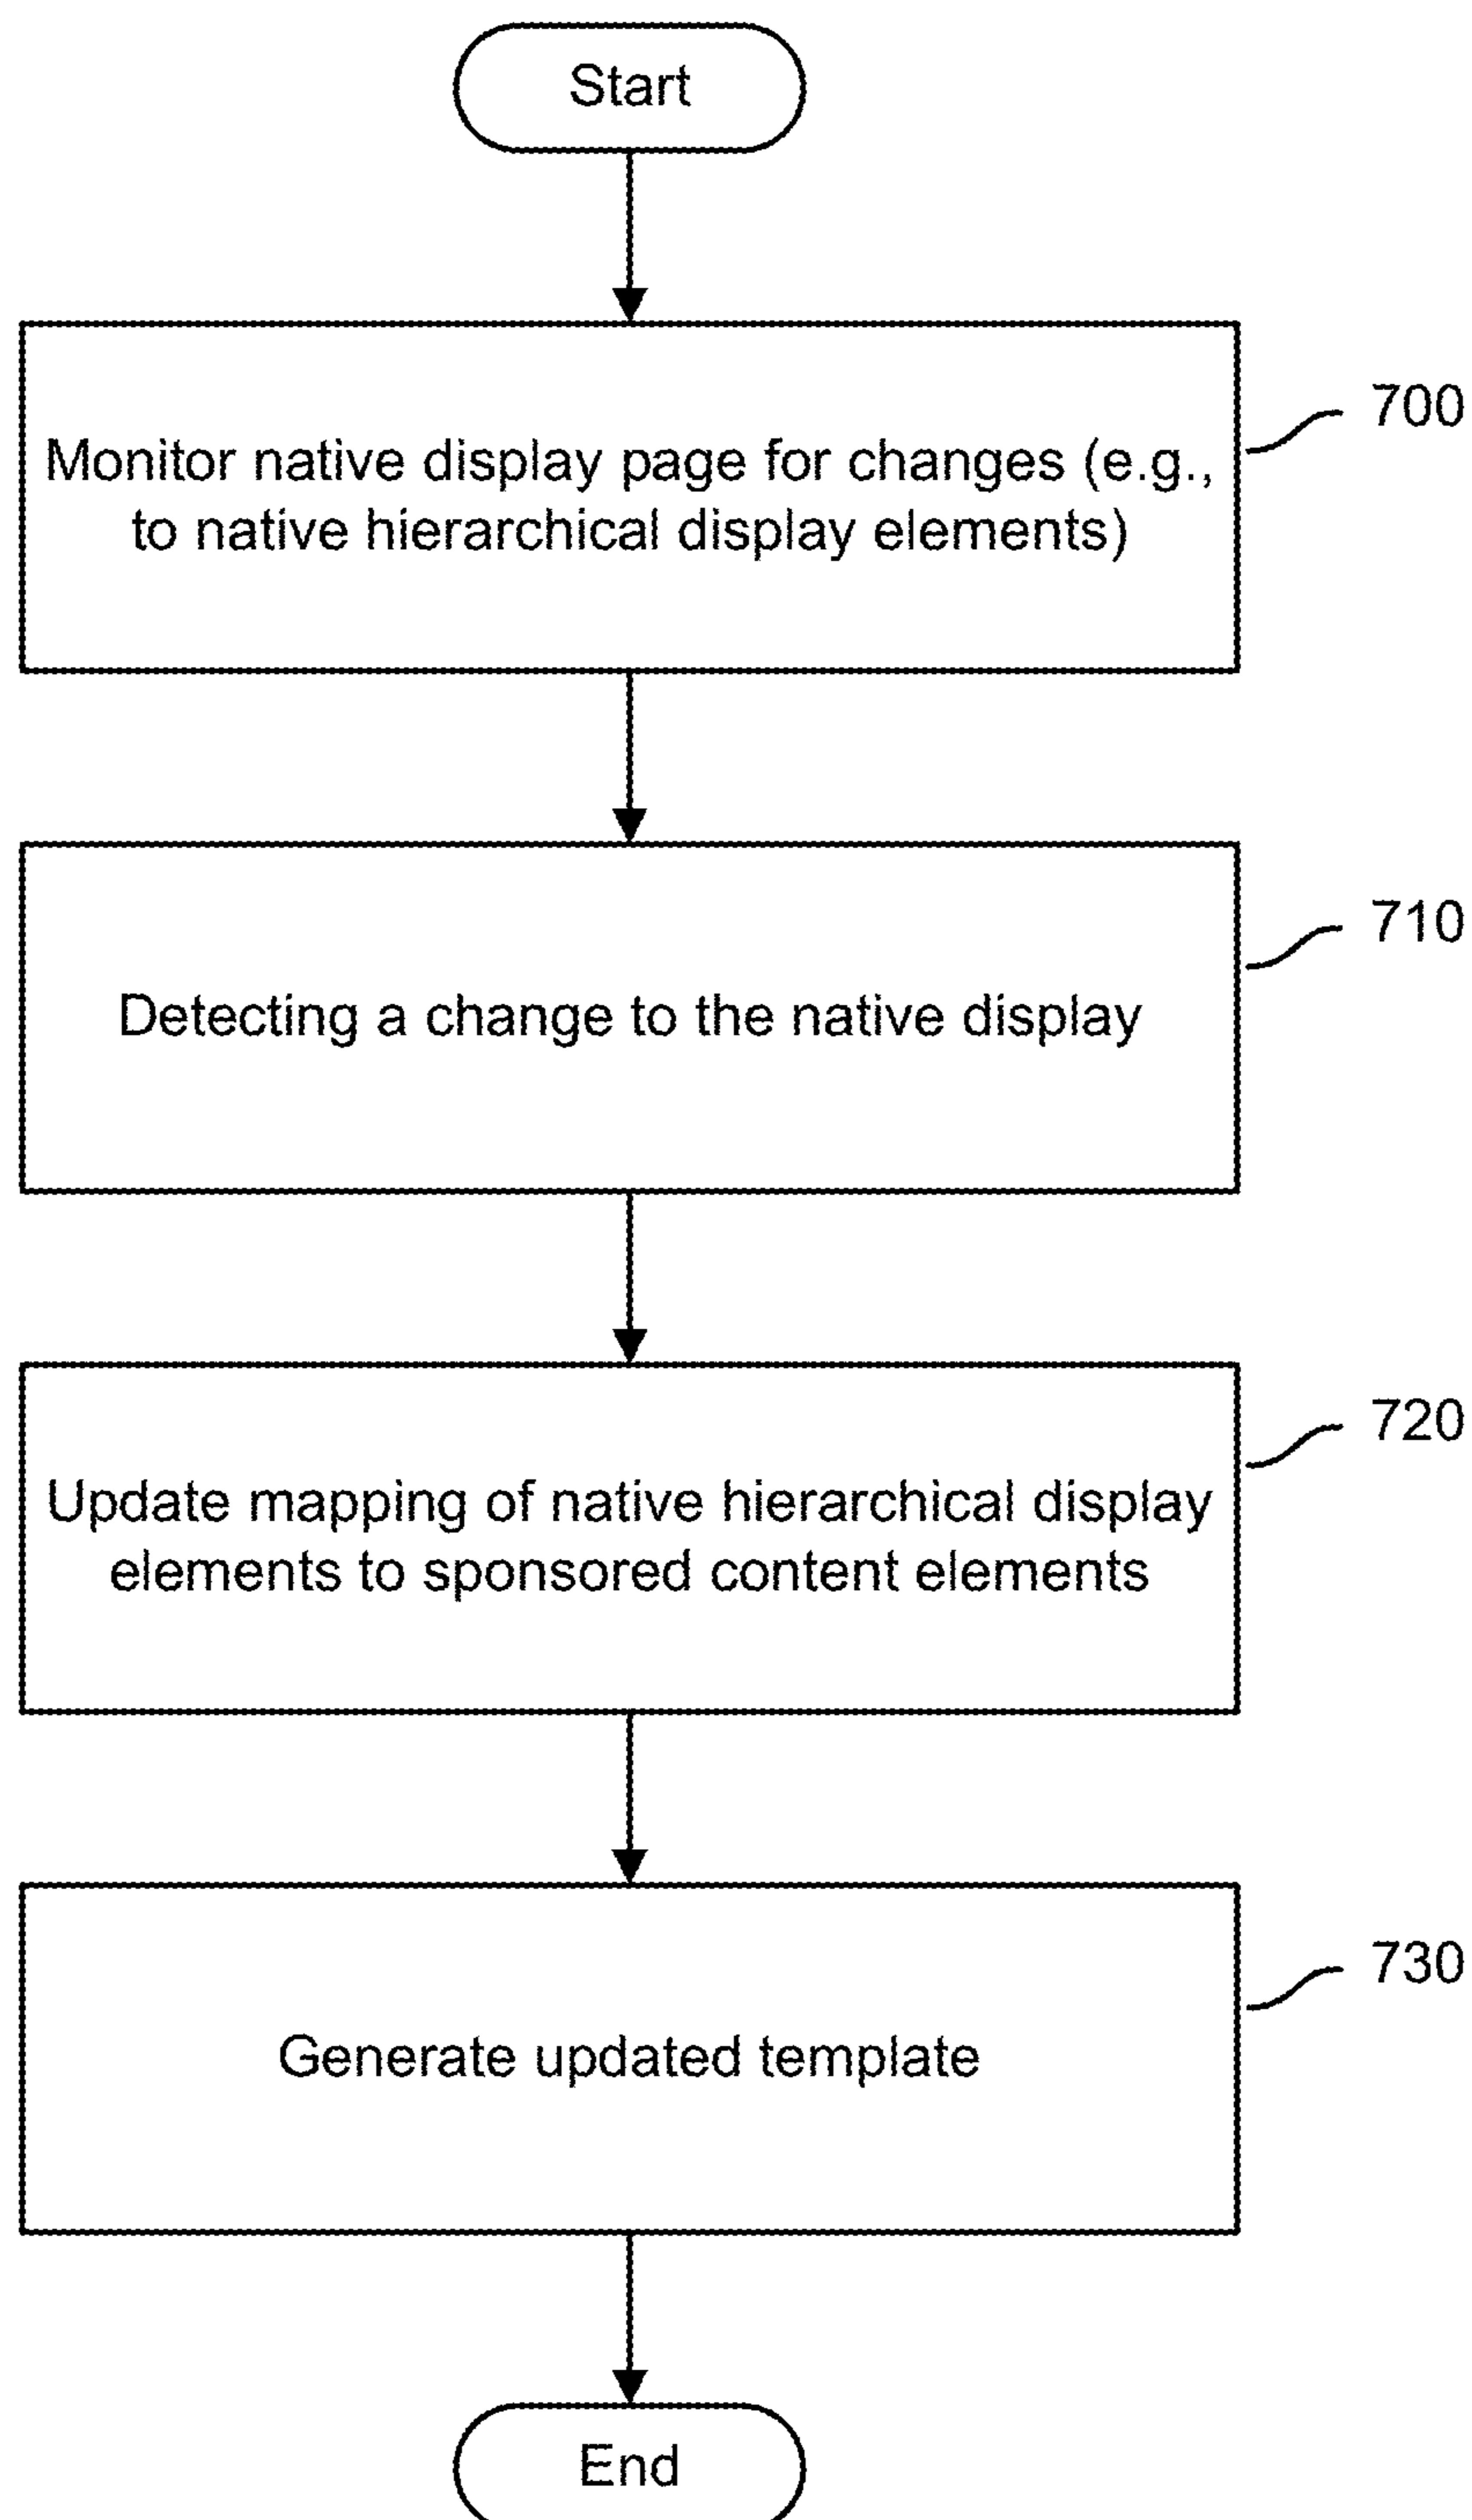 Start
700
Monitor native display page for changes (e.g.,
to native hierarchical display elements)
710
Detecting a change to the native display
720
Update mapping of native hierarchical display
elements to sponsored content elements
730
Generate updated template
End